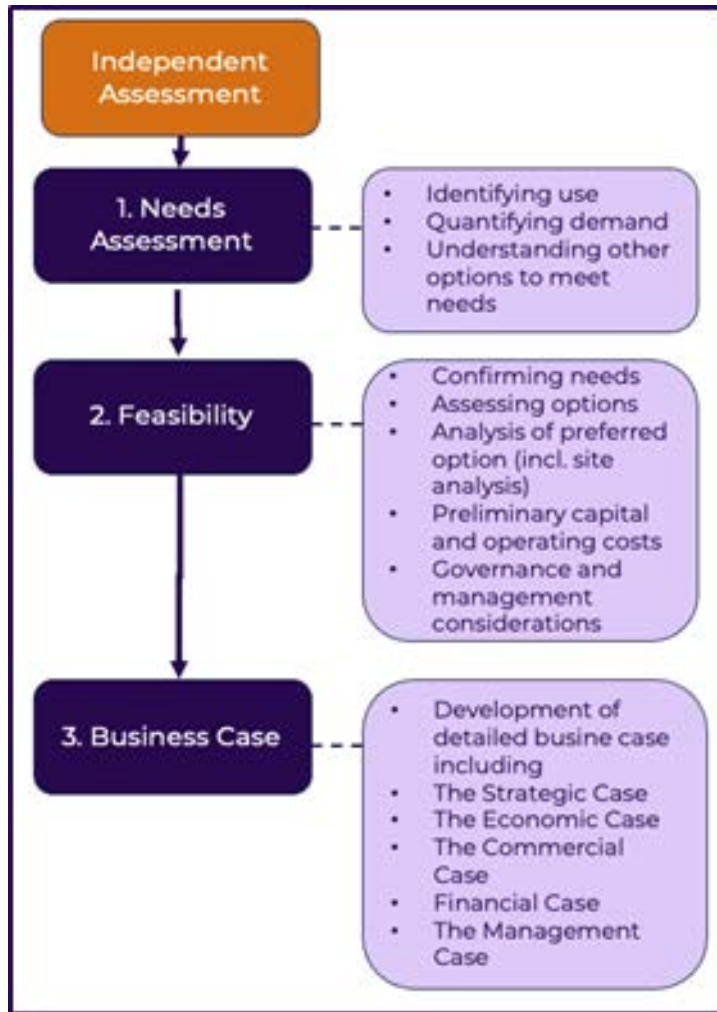 Independent
Assessment
1. Needs
Assessment
• Identifying use
• Quantifying demand
• Understanding other
options to meet
needs
2. Feasibility
• Confirming needs
• Assessing options
• Analysis of preferred
option (incl. site
analysis)
• Preliminary capital
and operating costs
• Governance and
management
considerations
3. Business Case
• Development of
detailed busine case
including
• The Strategic Case
• The Economic Case
• The Commercial
Case
• Financial Case
• The Management
Case